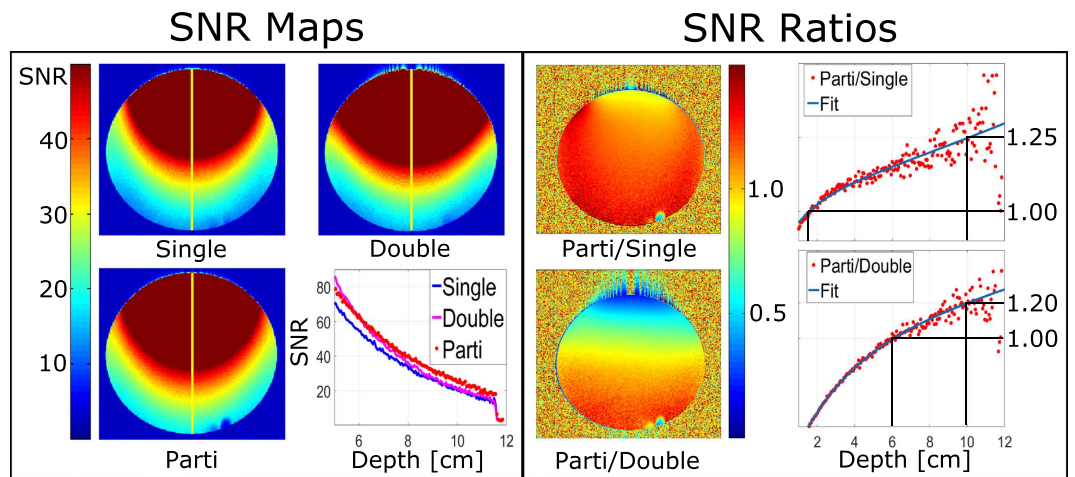 SNR Maps
SNR Ratios
SNR
40
30
20
10
Single
Double
Parti
SNR
80
60
40
20
Single
Double
Parti
6
8
10
12
Depth [cm]
Parti/Single
Parti/Double
1.0
0.5
Parti/Single
Fit
1.25
1.00
Parti/Double
Fit
1.20
1.00
2
4
6
8
10
12
Depth [cm]